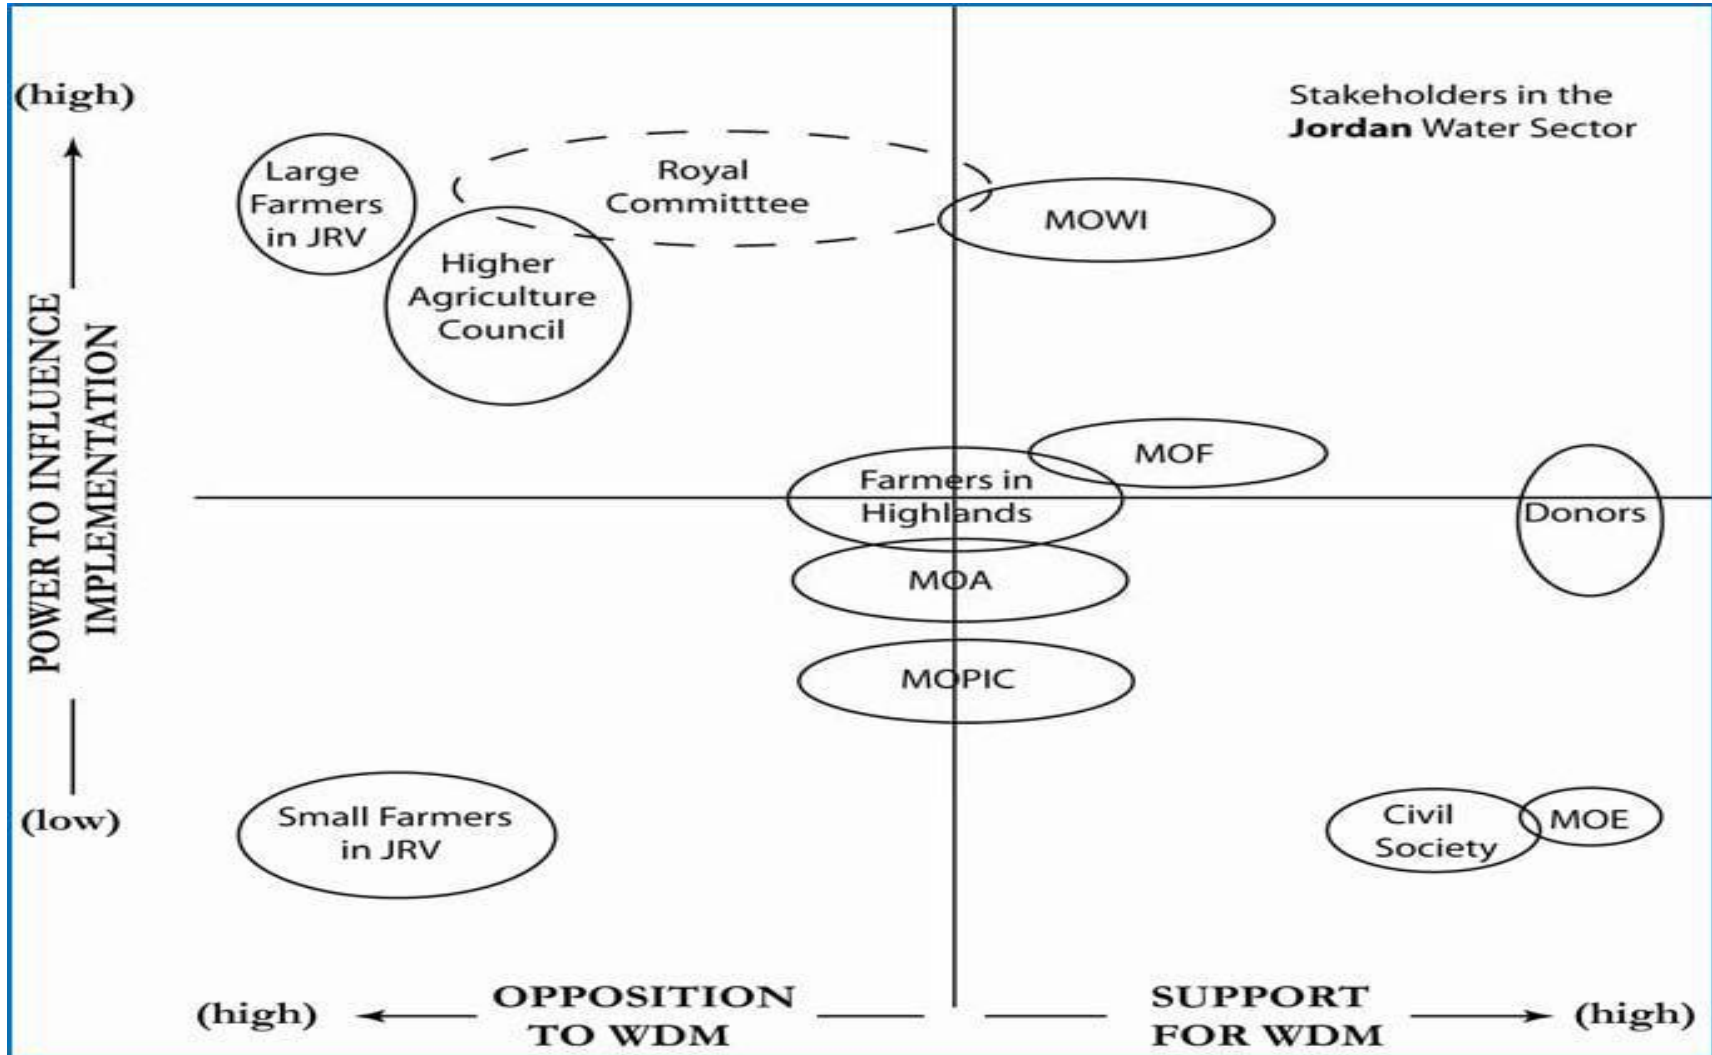 Stakeholders in the
Jordan Water Sector
(high)
POWER TO INFLUENCE
IMPLEMENTATION
(low)
Large
Farmers
in JRV
Royal
Committtee
MOWI
Higher
Agriculture
Council
MOF
Farmers in
Highlands
Donors
MOA
MOPIC
Small Farmers
in JRV
Civil
Society
MOE
(high)
OPPOSITION
TO WDM
SUPPORT
FOR WDM
(high)